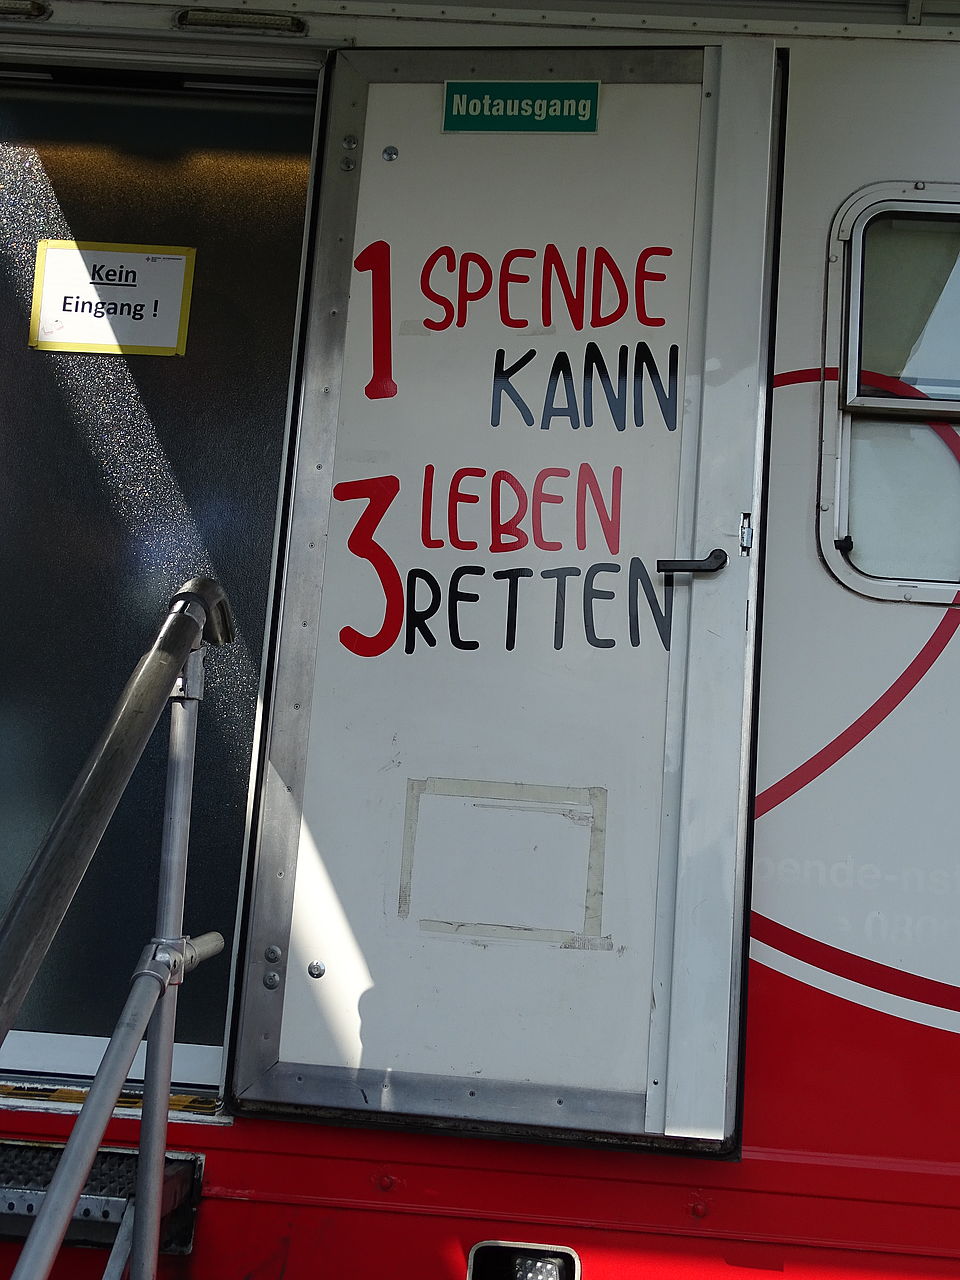 Notausgang
Kein
Eingang !
1 SPENDE
KANN
3 LEBEN
RETTEN